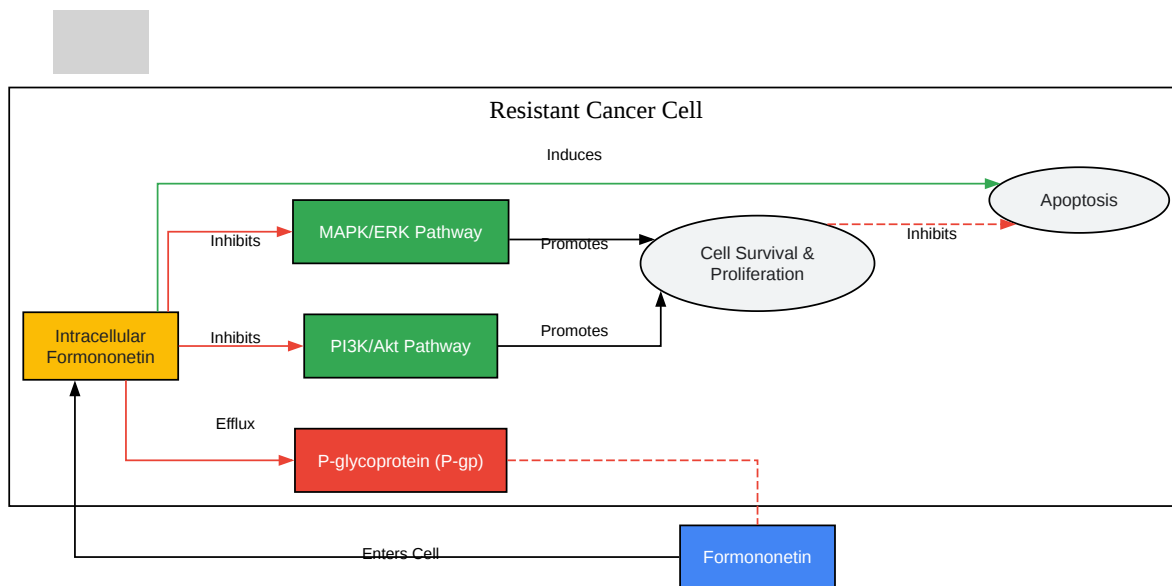 Resistant Cancer Cell
Induces
Apoptosis
MAPK/ERK Pathway
Inhibits
Promotes
Cell Survival &
Proliferation
Inhibits
Intracellular
Formononetin
Inhibits
PI3K/Akt Pathway
Promotes
Efflux
P-glycoprotein (P-gp)
Enters Cell
Formononetin